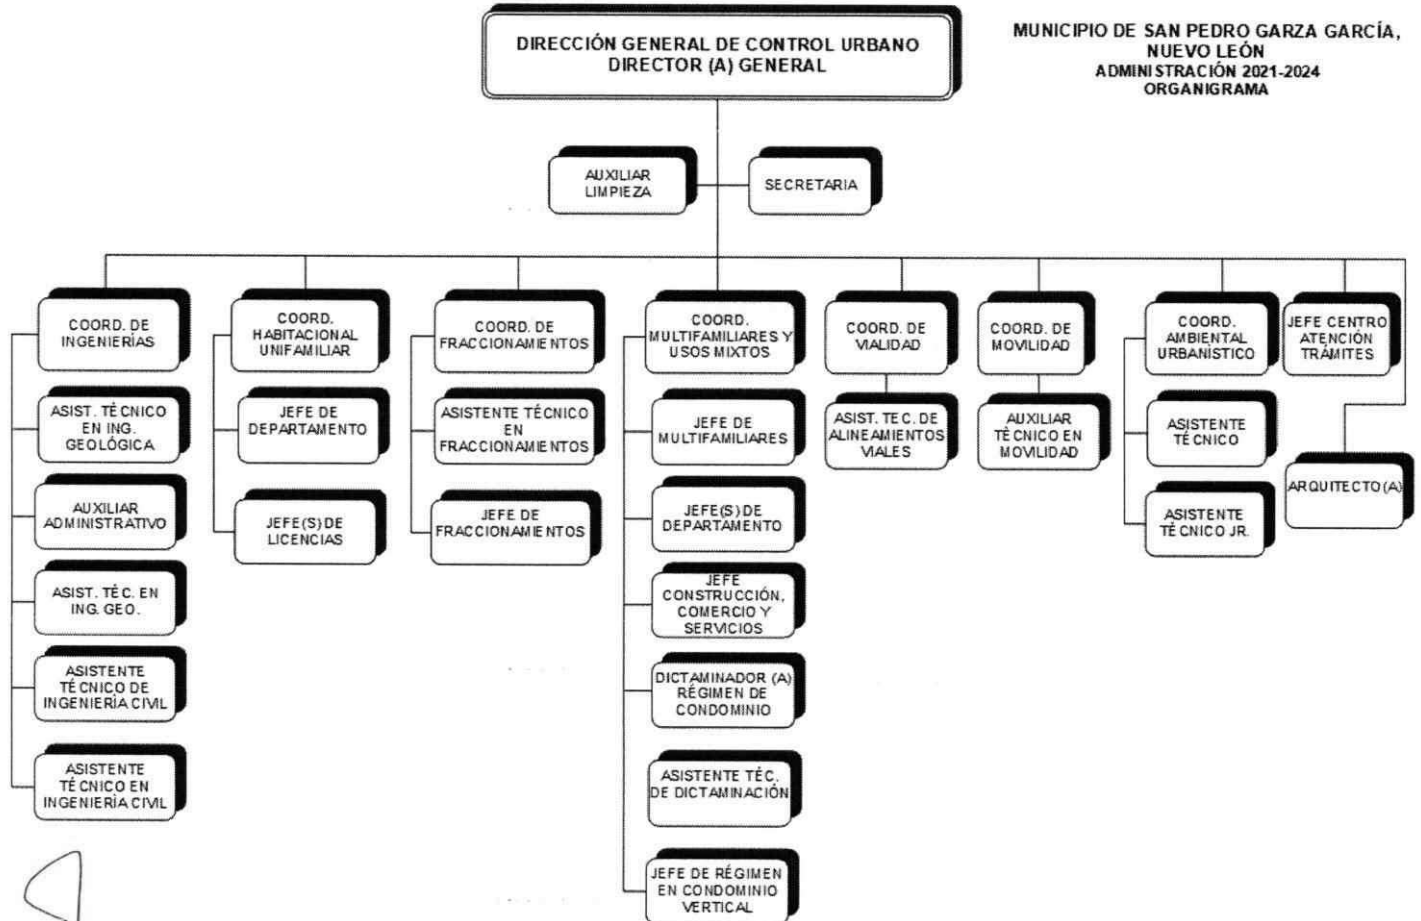 DIRECCIÓN GENERAL DE CONTROL URBANO
DIRECTOR (A) GENERAL
MUNICIPIO DE SAN PEDRO GARZA GARCÍA,
NUEVO LEÓN
ADMINISTRACIÓN 2021-2024
ORGANIGRAMA
AUXILIAR
LIMPIEZA
SECRETARIA
COORD. DE
INGENIERÍAS
COORD.
HABITACIONAL
UNIFAMILIAR
COORD. DE
FRACCIONAMIENTOS
COORD.
MULTIFAMILIARES Y
USOS MIXTOS
COORD. DE
VIALIDAD
COORD. DE
MOVILIDAD
COORD.
AMBIENTAL
URBANÍSTICO
JEFE CENTRO
ATENCIÓN
TRÁMITES
ASIST. TÉCNICO
EN ING.
GEOLÓGICA
JEFE DE
DEPARTAMENTO
ASISTENTE TÉCNICO
EN
FRACCIONAMIENTOS
JEFE DE
MULTIFAMILIARES
ASIST. TEC. DE
ALINEAMIENTOS
VIALES
AUXILIAR
TÉCNICO EN
MOVILIDAD
ASISTENTE
TÉCNICO
ARQUITECTO (A)
AUXILIAR
ADMINISTRATIVO
JEFE(S) DE
LICENCIAS
JEFE DE
FRACCIONAMIENTOS
JEFE(S) DE
DEPARTAMENTO
ASISTENTE
TÉCNICO JR.
ASIST. TÉC. EN
ING. GEO.
JEFE
CONSTRUCCIÓN,
COMERCIO Y
SERVICIOS
ASISTENTE
TÉCNICO DE
INGENIERÍA CIVIL
DICTAMINADOR (A)
RÉGIMEN DE
CONDOMINIO
ASISTENTE
TÉCNICO EN
INGENIERÍA CIVIL
ASISTENTE TÉC.
DE DICTAMINACIÓN
JEFE DE RÉGIMEN
EN CONDOMINIO
VERTICAL